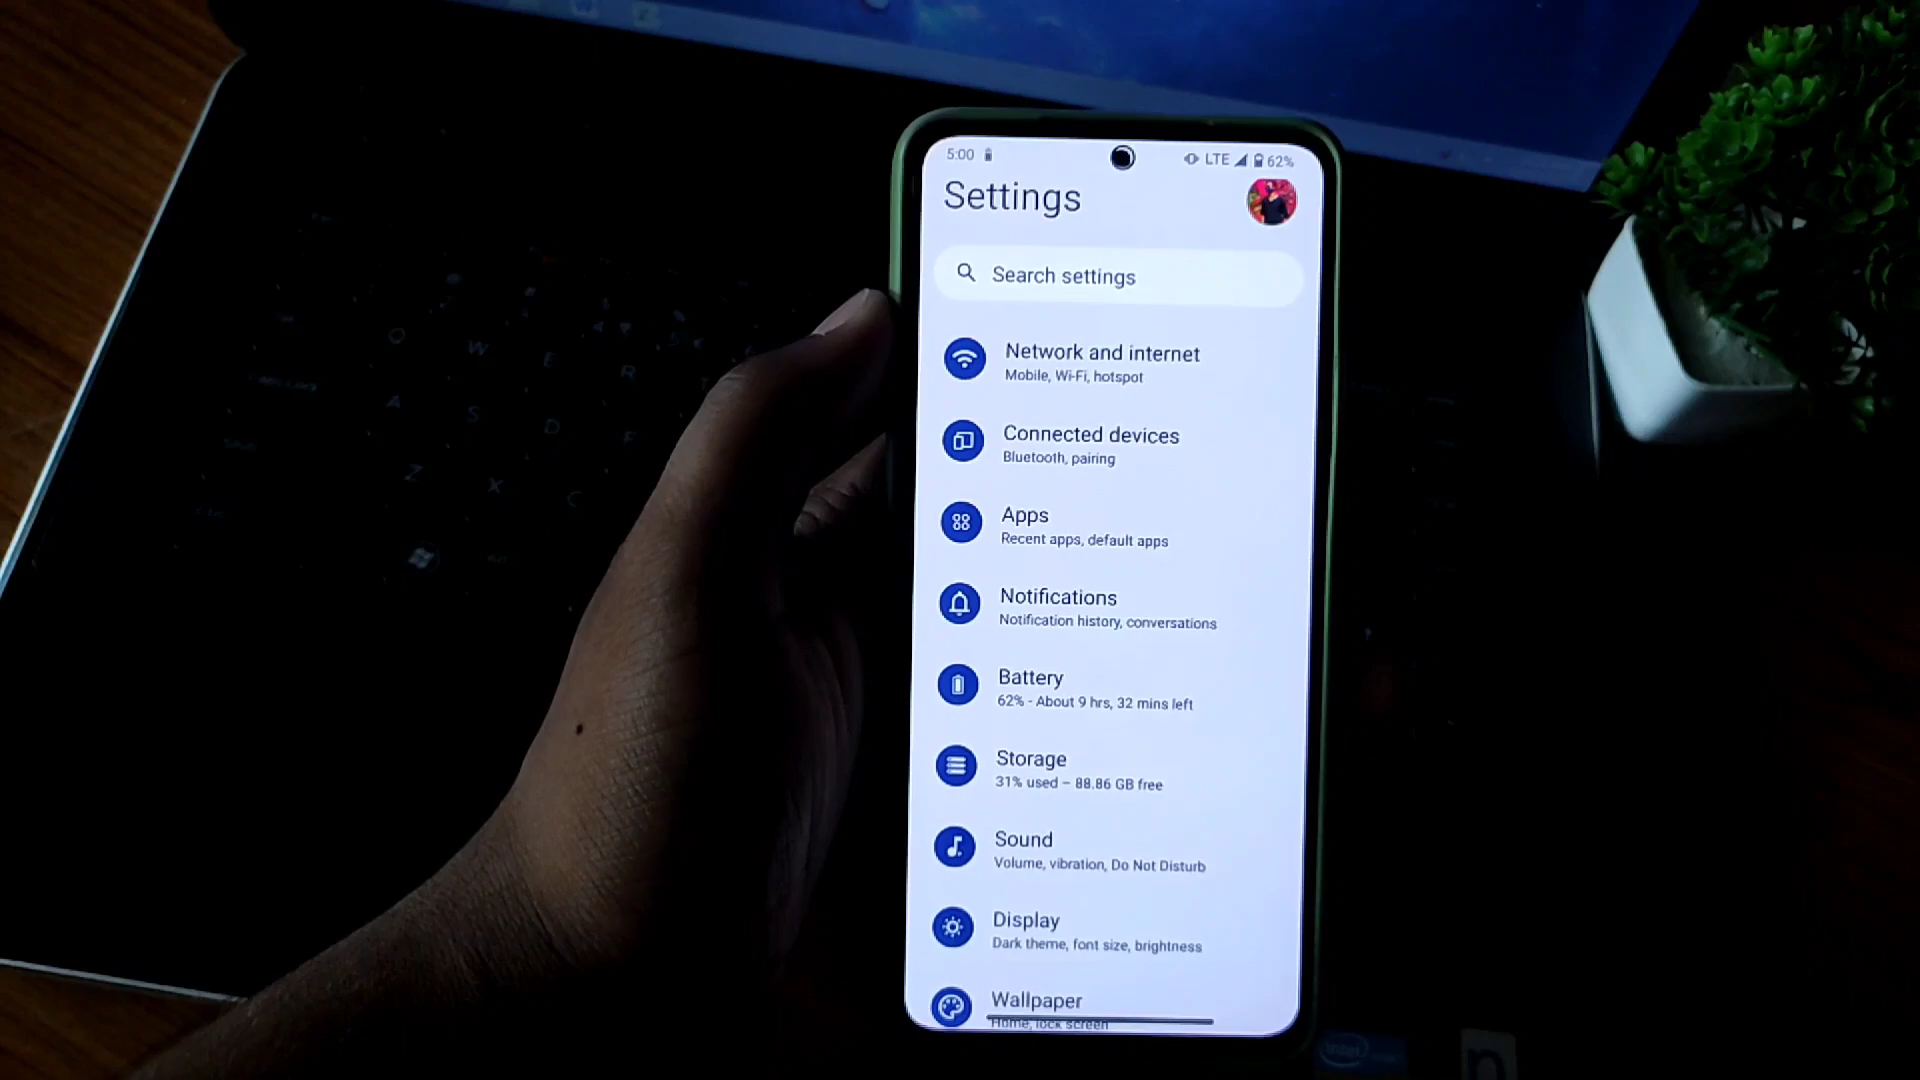 5:00 LTE 62%
Settings
Search settings
Network and internet
Mobile, Wi-Fi, hotspot
Connected devices
Bluetooth, pairing
Apps
Recent apps, default apps
Notifications
Notification history, conversations
Battery
62% - About 9 hrs, 32 mins left
Storage
31% used – 88.86 GB free
Sound
Volume, vibration, Do Not Disturb
Display
Dark theme, font size, brightness
Wallpaper
Home, lock screen
W E R
A S D F
Z X C
intel